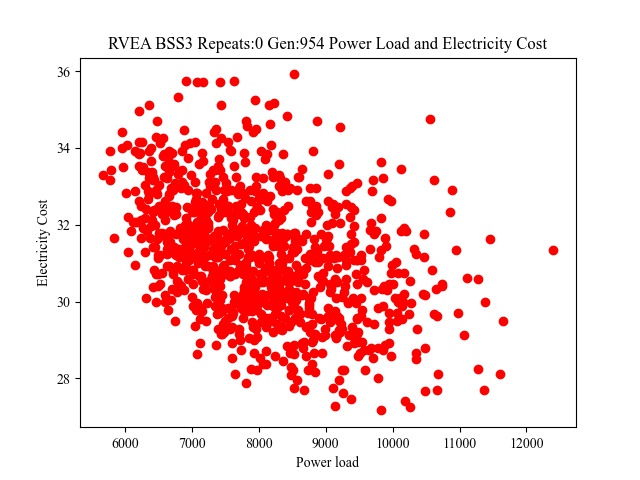 RVEA BSS3 Repeats:0 Gen:954 Power Load and Electricity Cost
36
34
32
30
28
Electricity Cost
6000 7000 8000 9000 10000 11000 12000
Power load